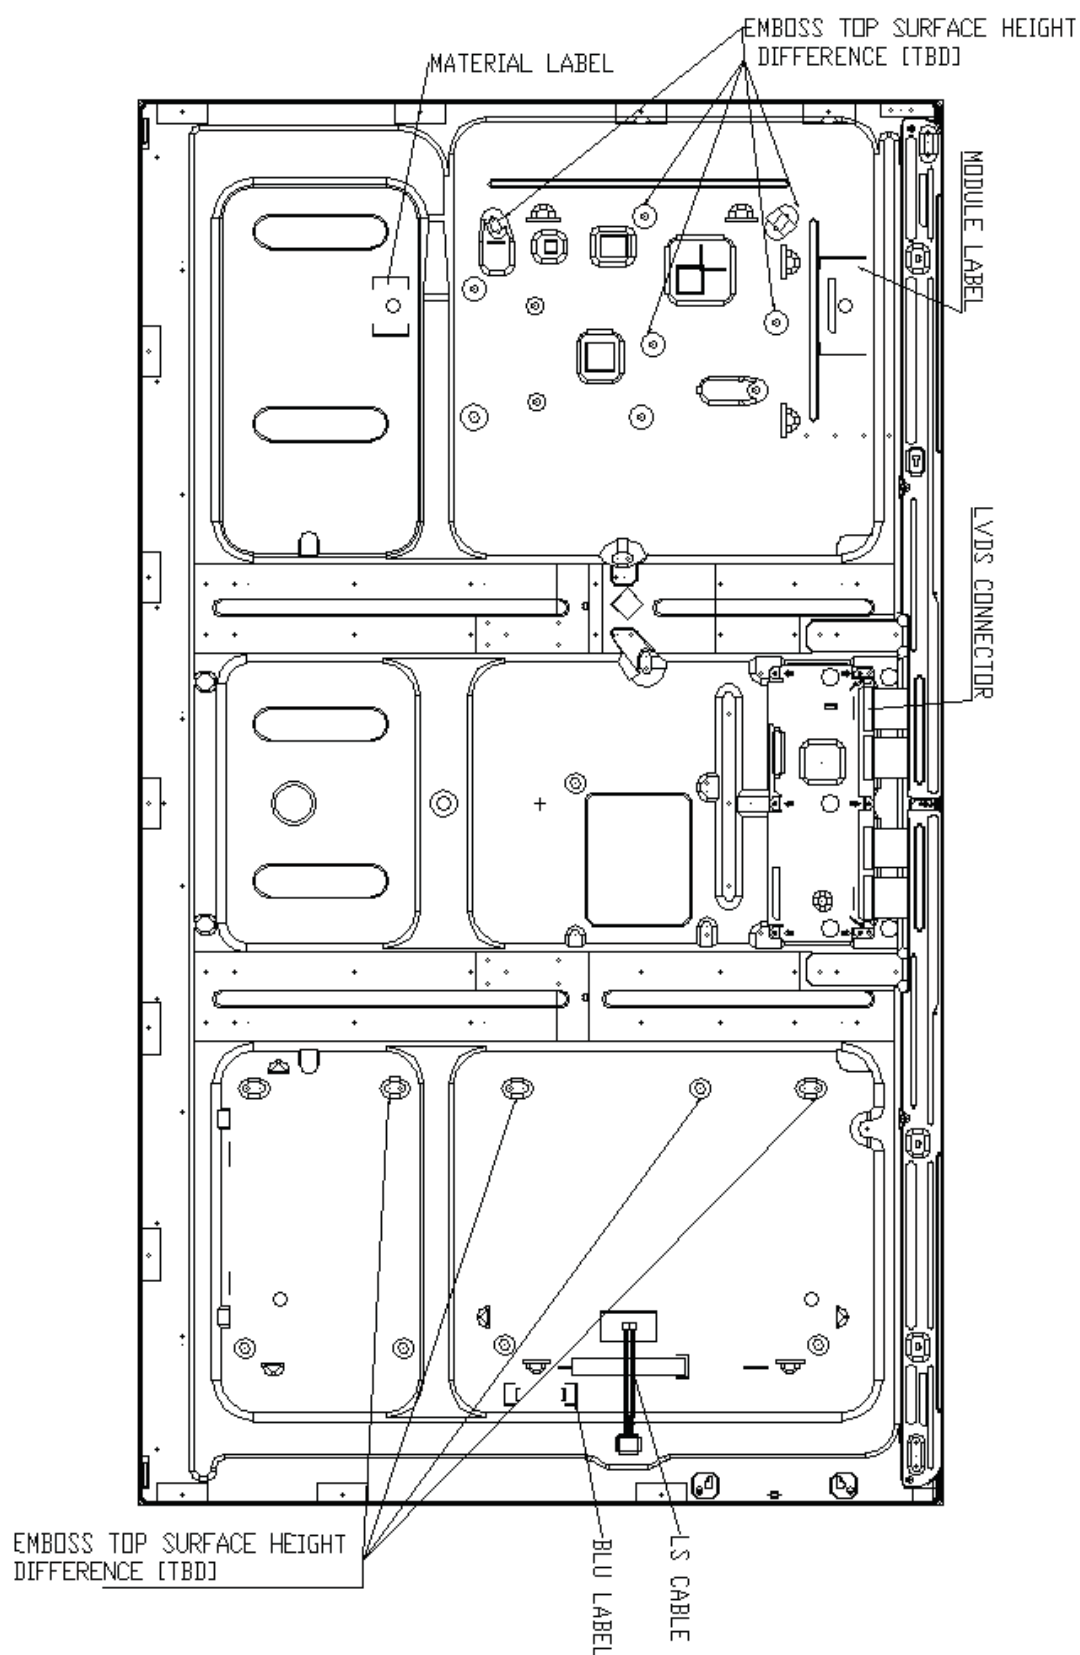 EMBOSS TOP SURFACE HEIGHT
DIFFERENCE [TBD]
MATERIAL LABEL
MODULE LABEL
LVDS CONNECTOR
EMBOSS TOP SURFACE HEIGHT
DIFFERENCE [TBD]
BLU LABEL
LS CABLE